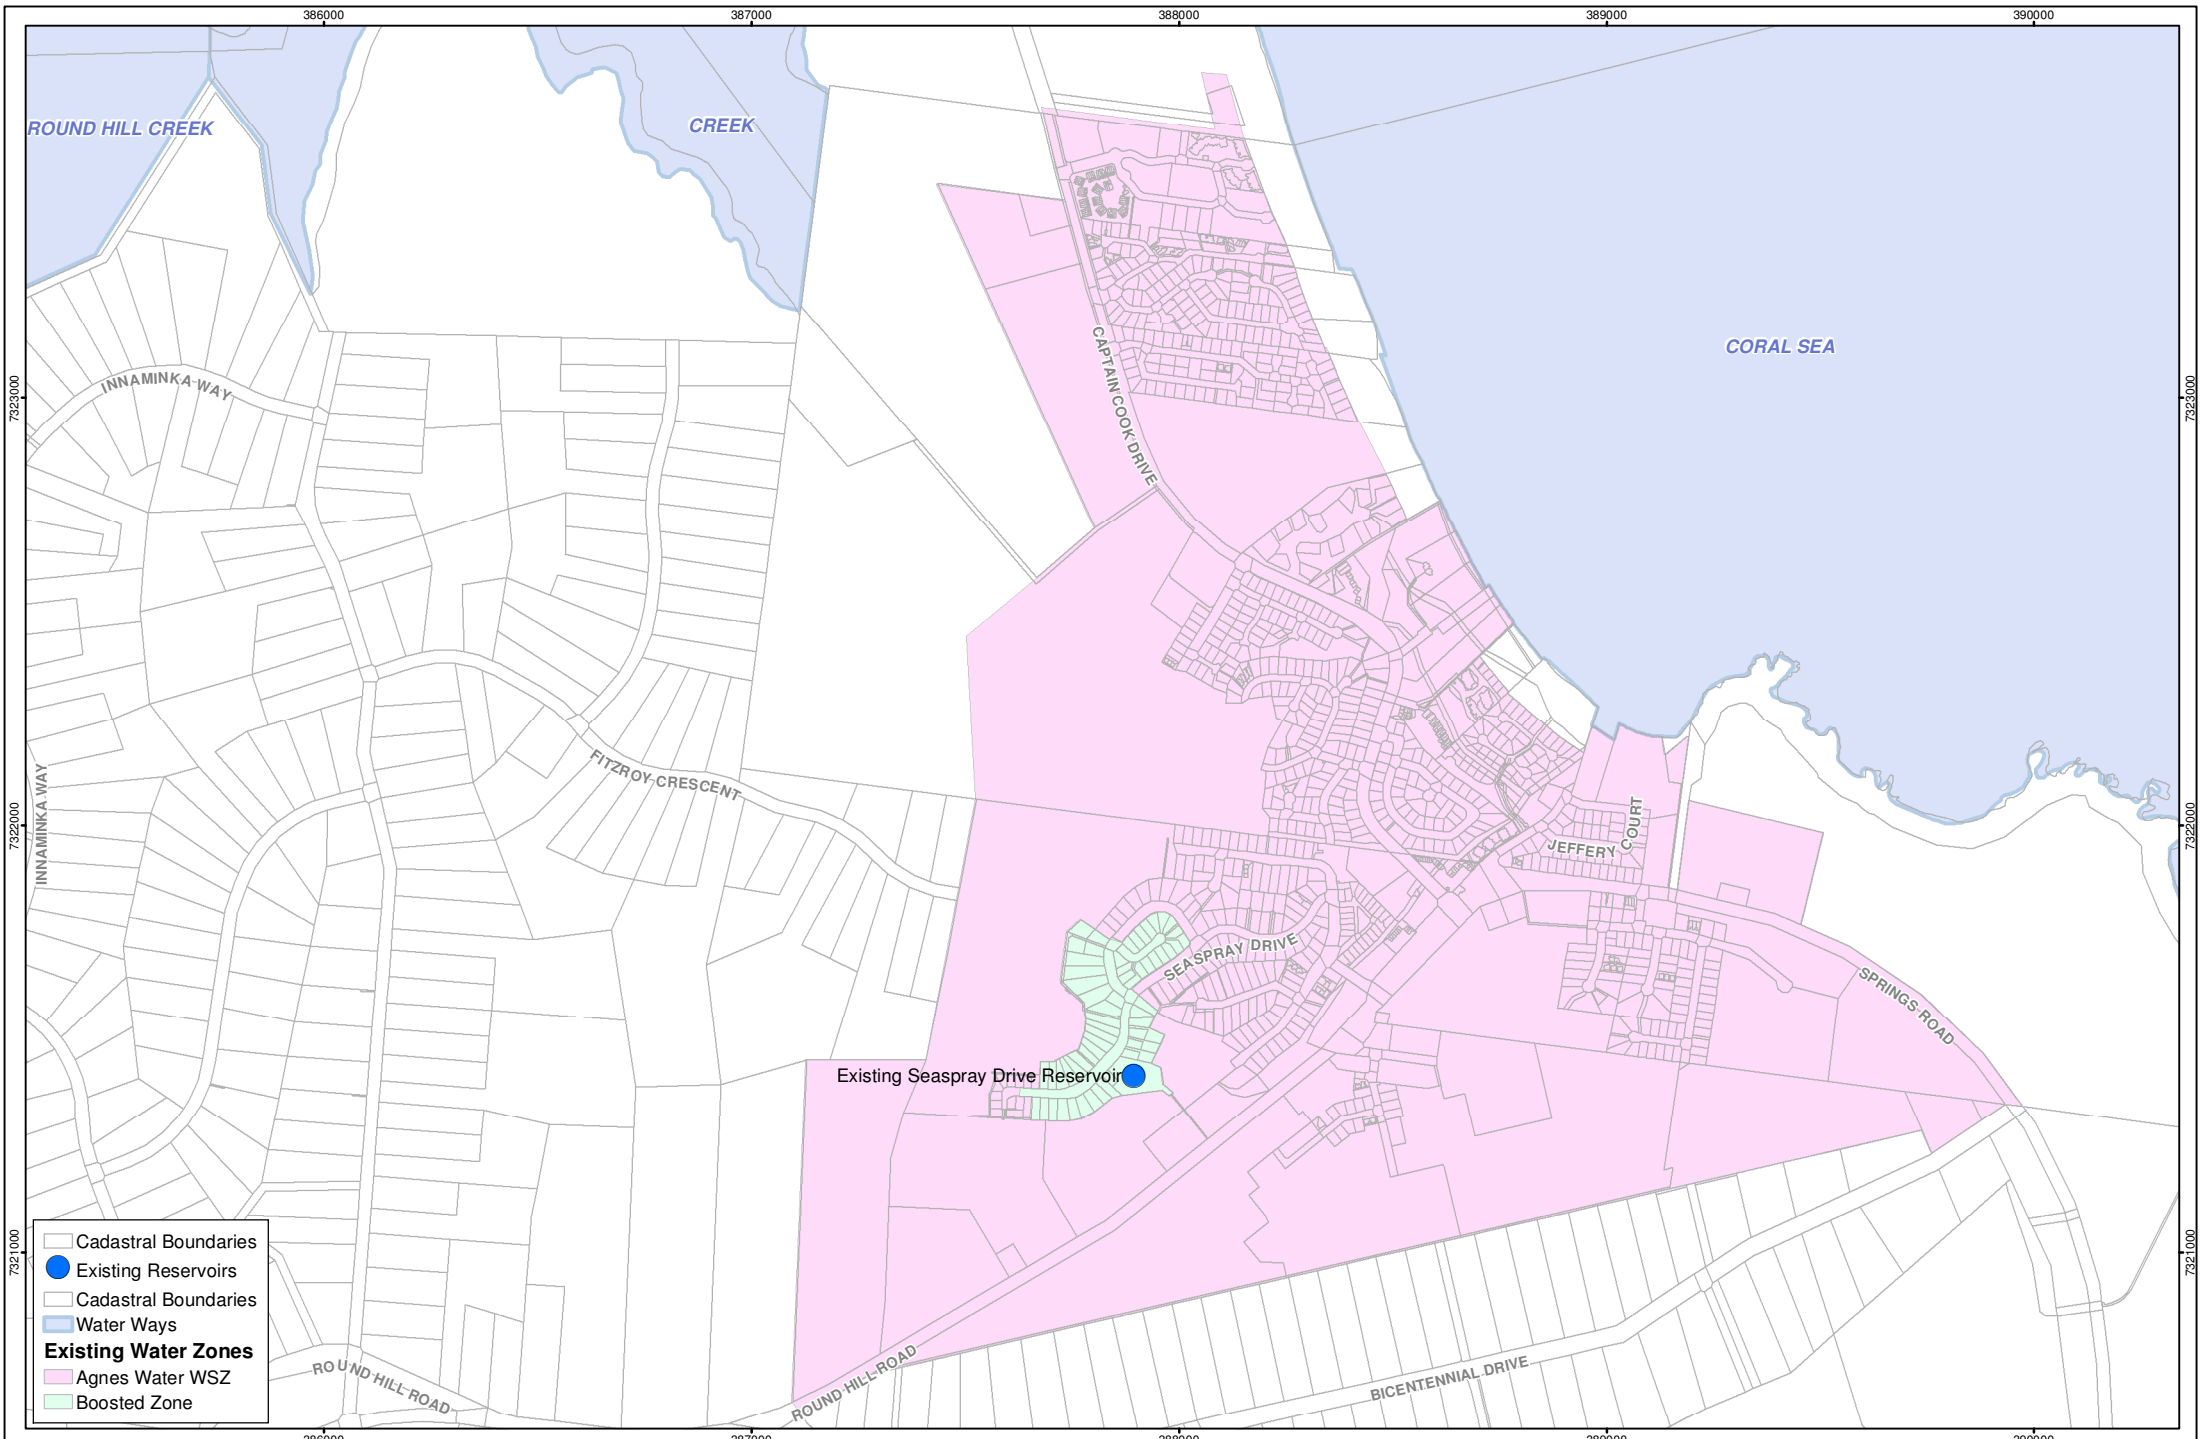 386000
387000
388000
389000
390000
ROUND HILL CREEK
CREEK
CORAL SEA
CAPTAIN COOK DRIVE
INNAMINKA WAY
7323000
7323000
FITZROY CRESCENT
INNAMINKA WAY
7322000
7322000
JEFFERY COURT
SEASPRAY DRIVE
SPRINGS ROAD
Existing Seaspray Drive Reservoir
7321000
7321000
Cadastral Boundaries
Existing Reservoirs
Cadastral Boundaries
Water Ways
Existing Water Zones
Agnes Water WSZ
Boosted Zone
ROUND HILL ROAD
ROUND HILL ROAD
BICENTENNIAL DRIVE